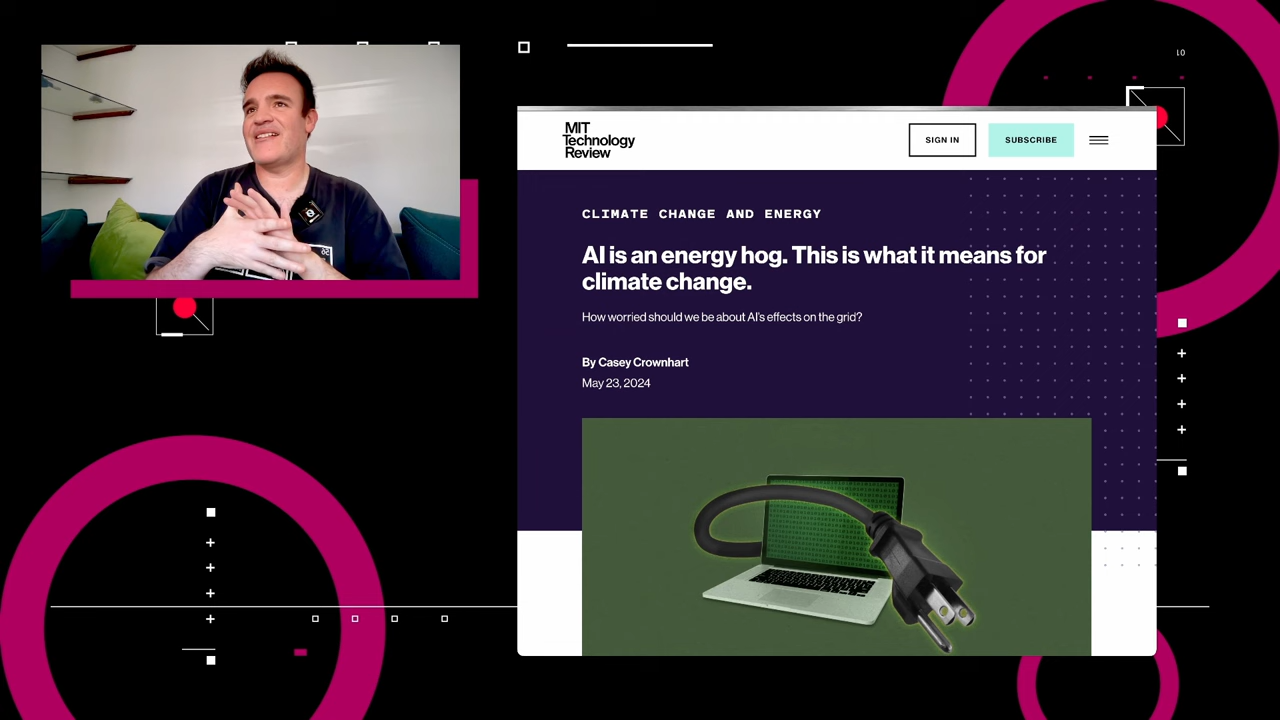 MIT
Technology
Review
SIGN IN
SUBSCRIBE
CLIMATE CHANGE AND ENERGY
AI is an energy hog. This is what it means for
climate change.
How worried should we be about AI's effects on the grid?
By Casey Crownhart
May 23, 2024